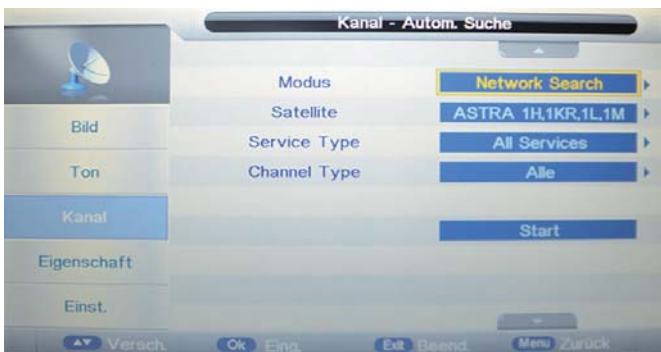 Kanal - Autom. Suche
Modus Network Search
Satellite ASTRA 1H,1KR,1L,1M
Service Type All Services
Channel Type Alle
Start
Bild
Ton
Kanal
Eigenschaft
Einst.
Versch. Ok Eing. Exit Beend. Menu Zurück